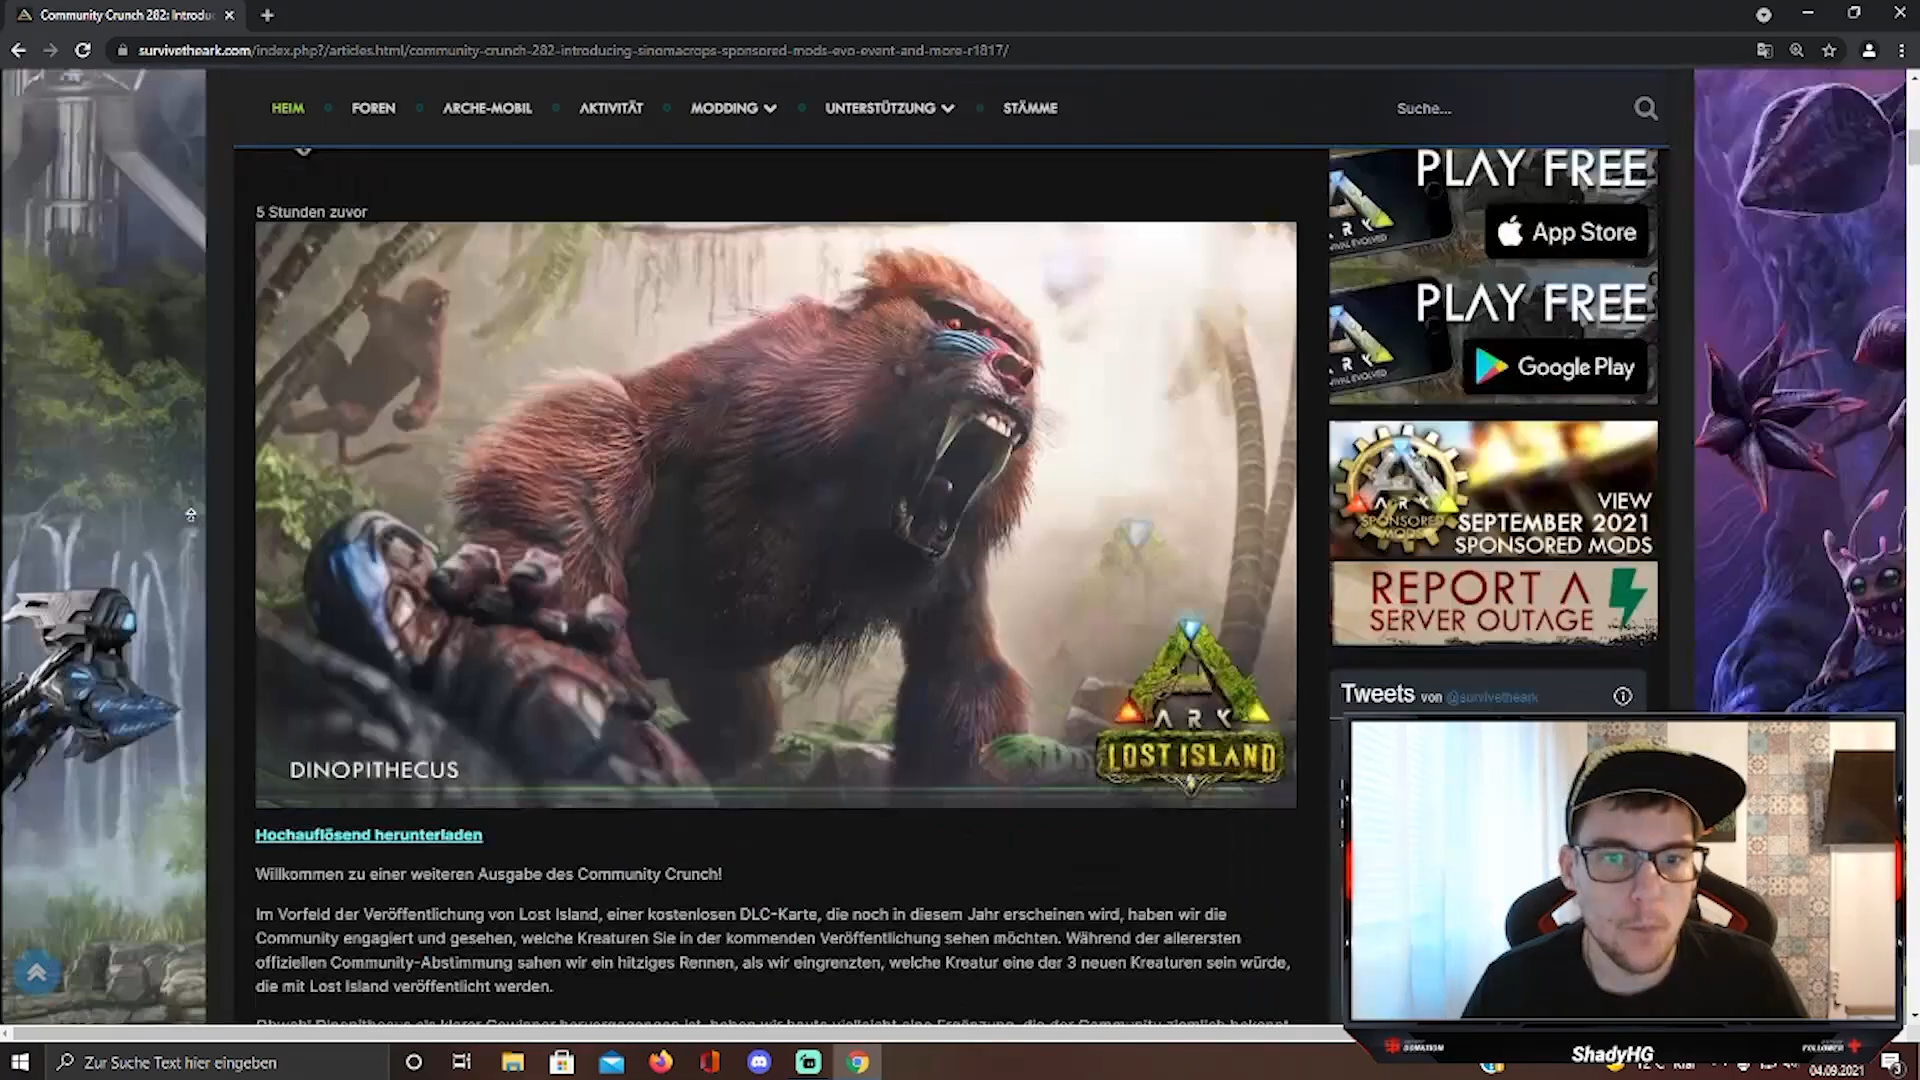 Community Crunch 282: Introdu
survivetheark.com/index.php?/articles.html/community-crunch-282-introducing-sinomacrops-sponsored-mods-evo-event-and-more-r1817/
HEIM
FOREN
ARCHE-MOBIL
AKTIVITÄT
MODDING
UNTERSTÜTZUNG
STÄMME
Suche...
5 Stunden zuvor
DINOPITHECUS
ARK
LOST ISLAND
PLAY FREE
App Store
PLAY FREE
Google Play
ARK
SPONSORED
MODS
VIEW
SEPTEMBER 2021
SPONSORED MODS
REPORT A
SERVER OUTAGE
Tweets von @survivetheark
Hochauflösend herunterladen
Willkommen zu einer weiteren Ausgabe des Community Crunch!
Im Vorfeld der Veröffentlichung von Lost Island, einer kostenlosen DLC-Karte, die noch in diesem Jahr erscheinen wird, haben wir die
Community engagiert und gesehen, welche Kreaturen Sie in der kommenden Veröffentlichung sehen möchten. Während der allerersten
offiziellen Community-Abstimmung sahen wir ein hitziges Rennen, als wir eingrenzten, welche Kreatur eine der 3 neuen Kreaturen sein würde,
die mit Lost Island veröffentlicht werden.
DONATION
ShadyHG
FOLLOWER
Zur Suche Text hier eingeben
04.09.2021
3